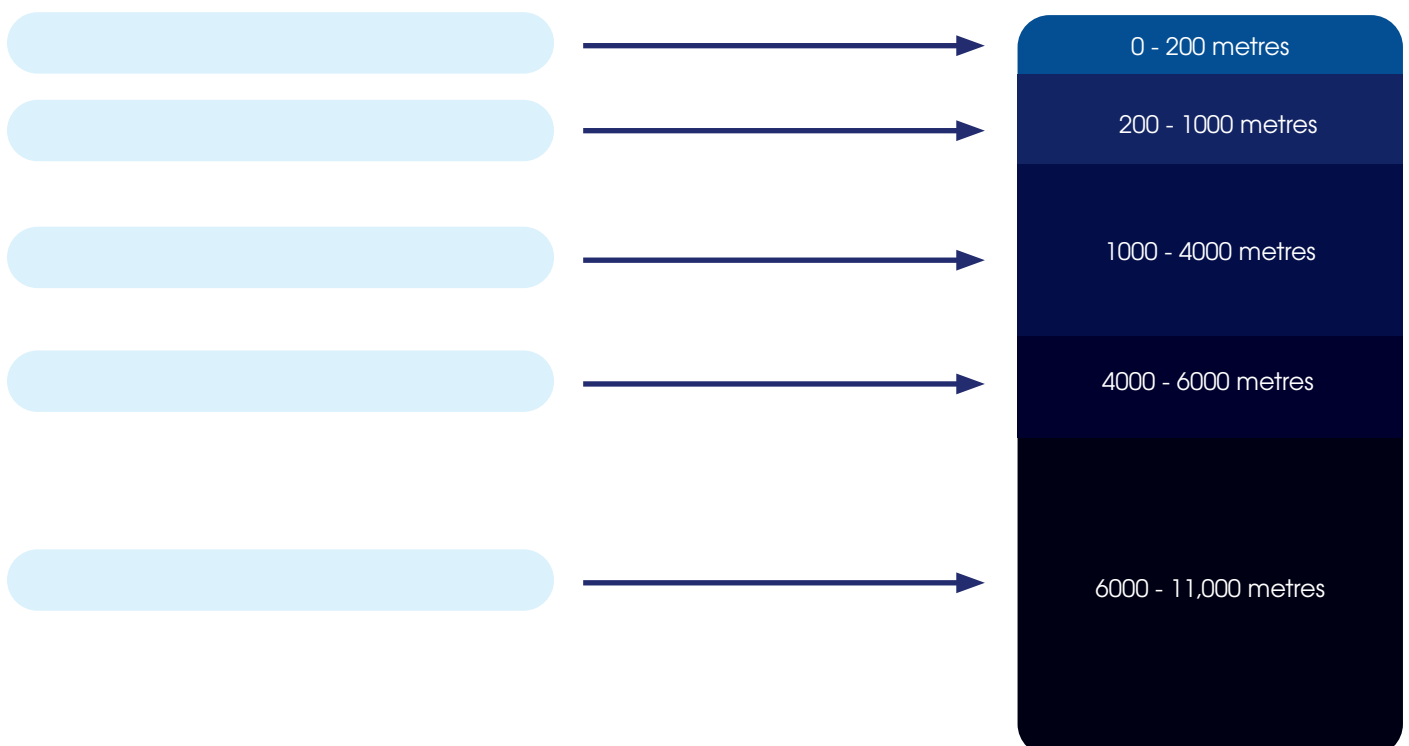 0 - 200 metres
200 - 1000 metres
1000 - 4000 metres
4000 - 6000 metres
6000 - 11,000 metres